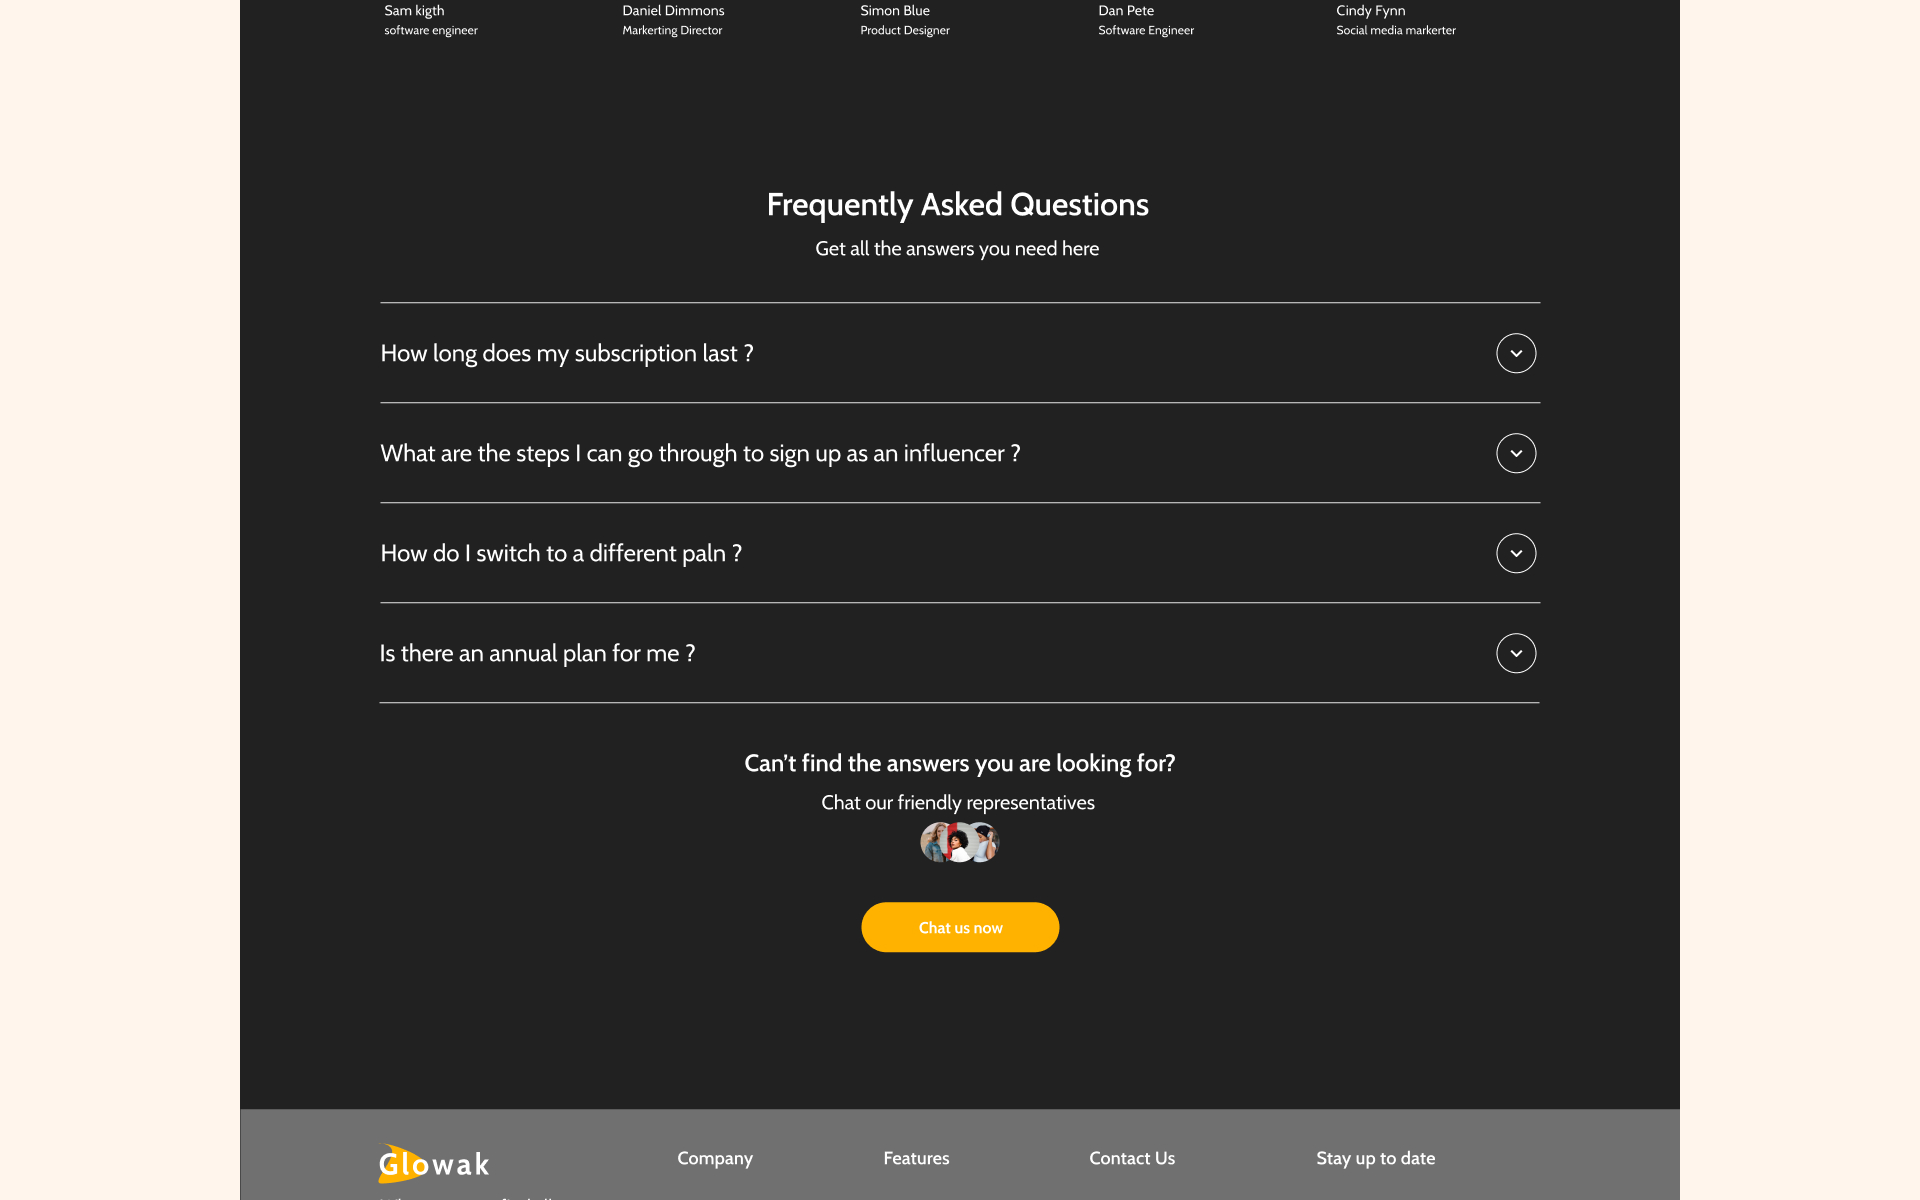 Sam kigth
software engineer
Daniel Dimmons
Markerting Director
Simon Blue
Product Designer
Dan Pete
Software Engineer
Cindy Fynn
Social media markerter
Frequently Asked Questions
Get all the answers you need here
How long does my subscription last ?
What are the steps I can go through to sign up as an influencer ?
How do I switch to a different paln ?
Is there an annual plan for me ?
Can't find the answers you are looking for?
Chat our friendly representatives
Chat us now
Glowak
Company
Features
Contact Us
Stay up to date